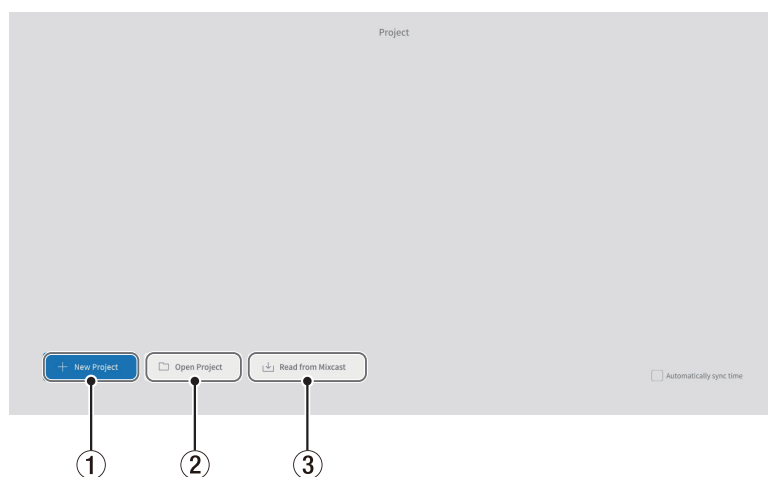 Project
New Project
Open Project
Read from Mixcast
Automatically sync time
1
2
3